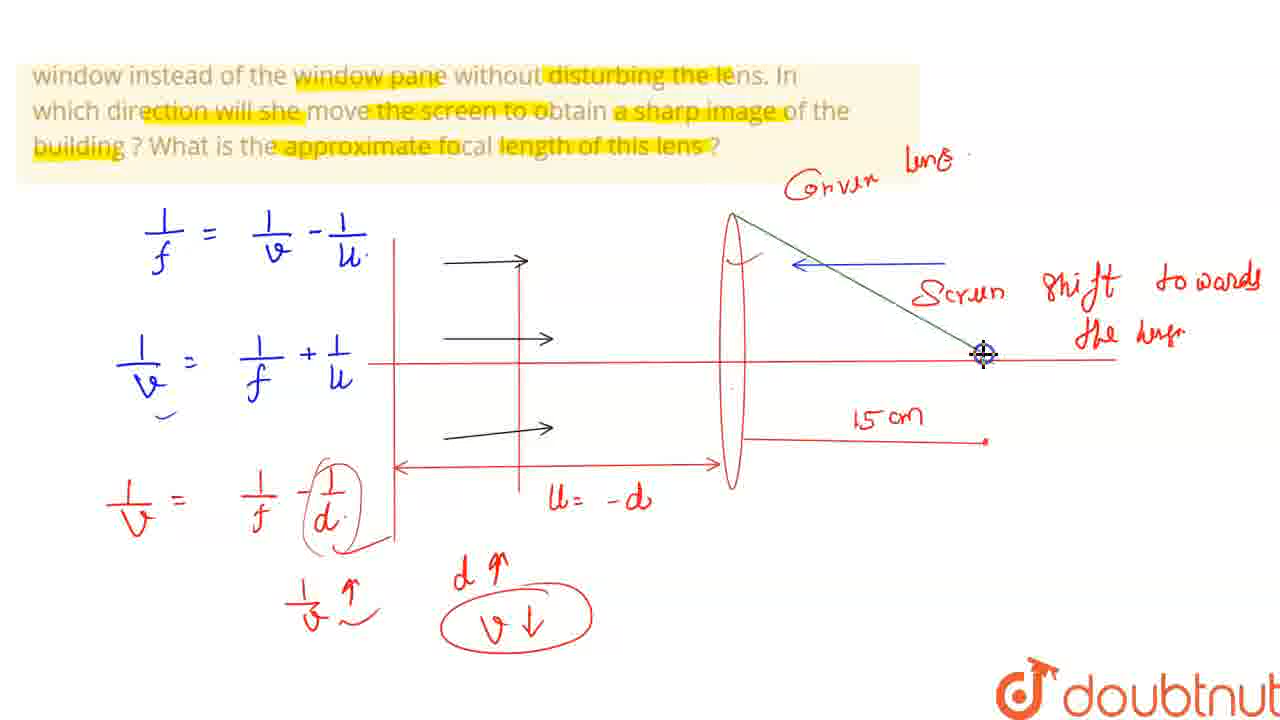 window instead of the window pane without disturbing the lens. In
which direction will she move the screen to obtain a sharp image of the
building ? What is the approximate focal length of this lens ?
Convex lens
1/f = 1/v - 1/u
Screen shift towards
the lens
1/v = 1/f + 1/u
15 cm
1/v = 1/f - 1/d
u = -d
d ↑
1/v ↑
v ↓
doubtnut